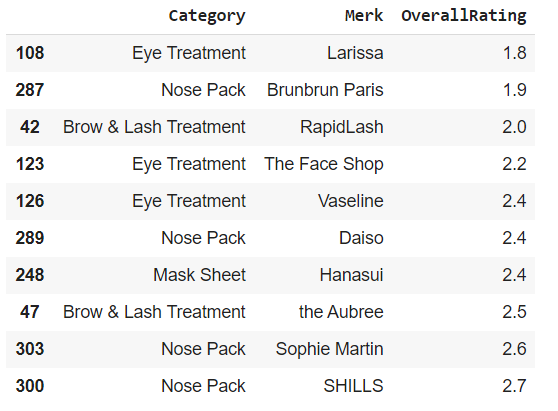 Category Merk OverallRating
108 Eye Treatment Larissa 1.8
287 Nose Pack Brunbrun Paris 1.9
42 Brow & Lash Treatment RapidLash 2.0
123 Eye Treatment The Face Shop 2.2
126 Eye Treatment Vaseline 2.4
289 Nose Pack Daiso 2.4
248 Mask Sheet Hanasui 2.4
47 Brow & Lash Treatment the Aubree 2.5
303 Nose Pack Sophie Martin 2.6
300 Nose Pack SHILLS 2.7